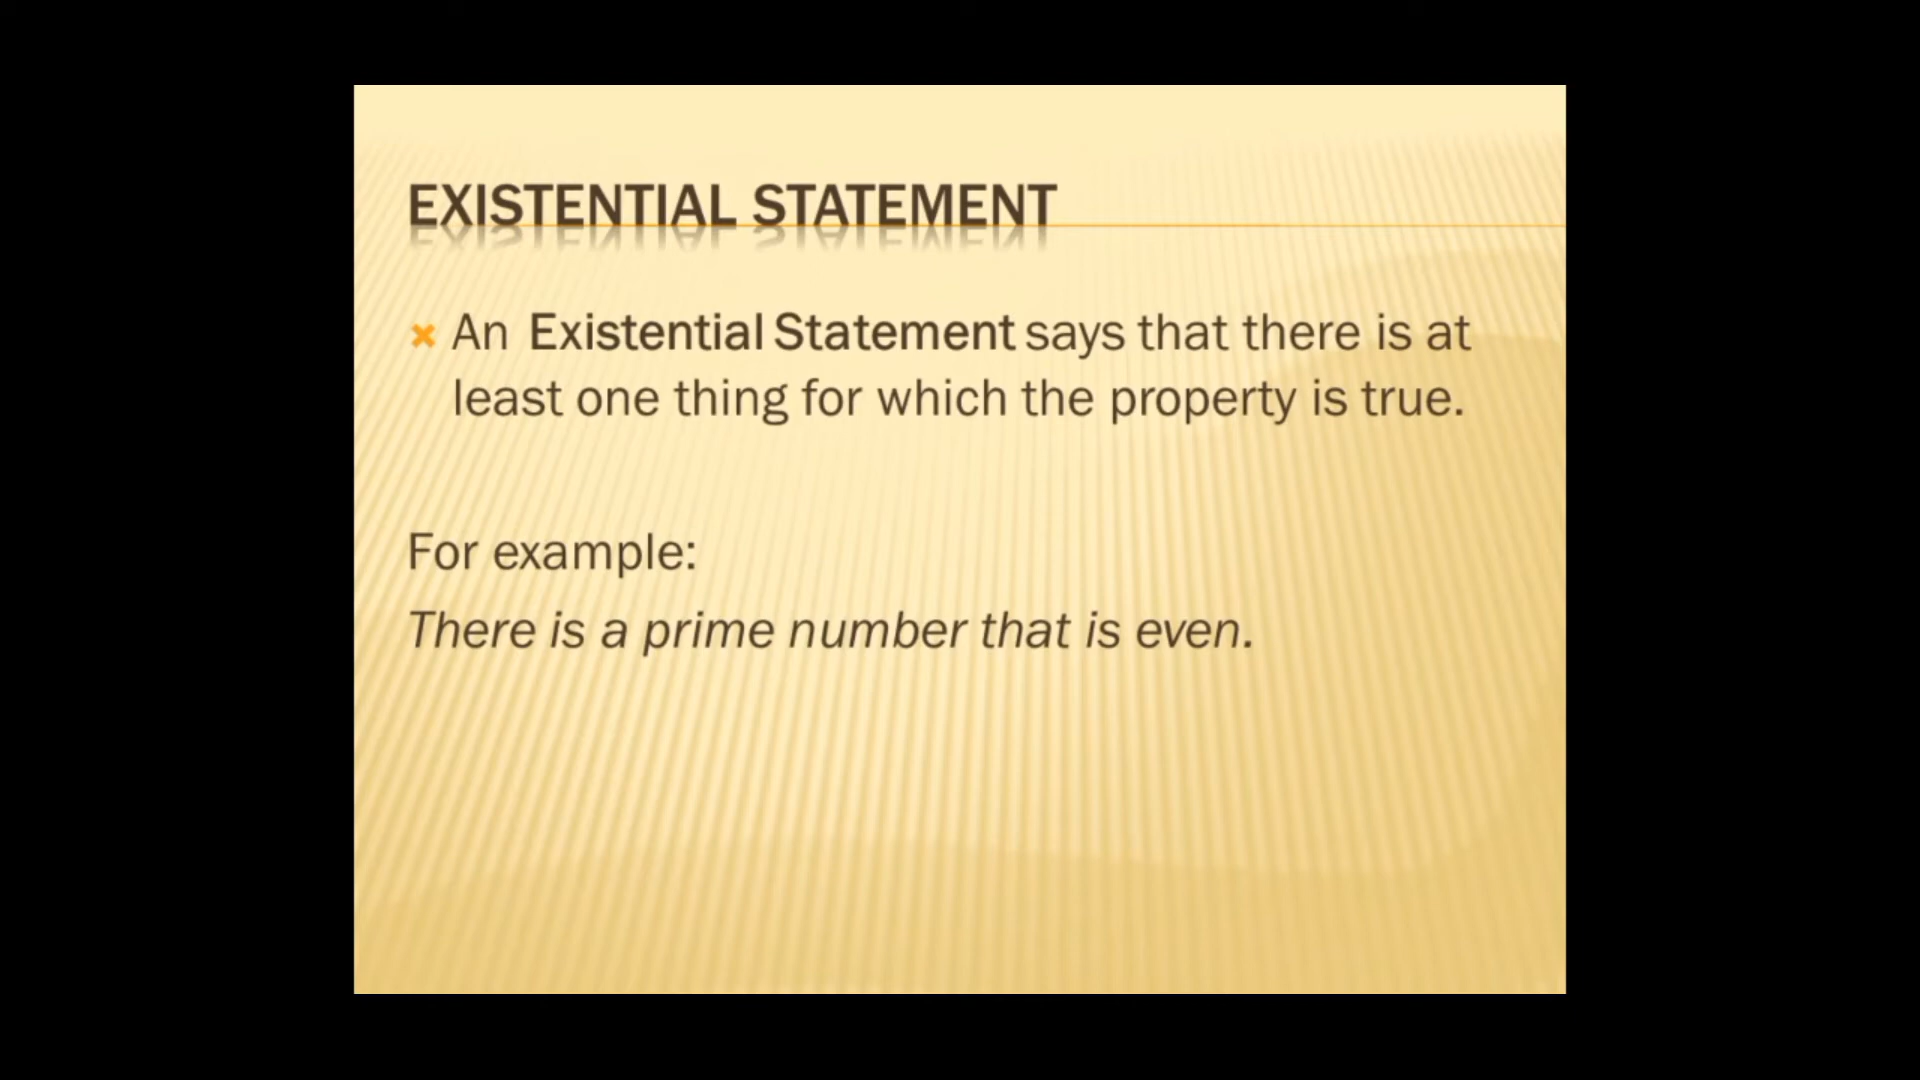 EXISTENTIAL STATEMENT
An Existential Statement says that there is at
least one thing for which the property is true.
For example:
There is a prime number that is even.